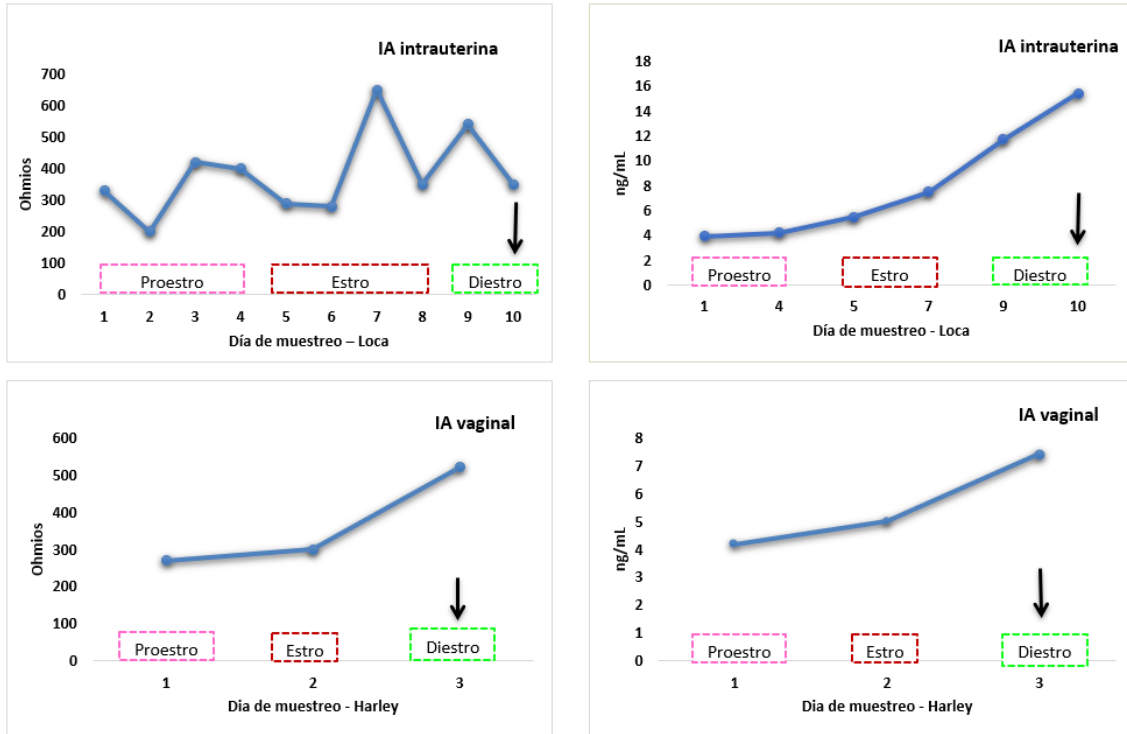 IA intrauterina
700
600
500
400
300
200
100
0
Ohmios
Proestro
Estro
Diestro
1 2 3 4 5 6 7 8 9 10
Día de muestreo – Loca
IA intrauterina
18
16
14
12
10
8
6
4
2
0
ng/mL
Proestro
Estro
Diestro
1 4 5 7 9 10
Día de muestreo - Loca
IA vaginal
600
500
400
300
200
100
0
Ohmios
Proestro
Estro
Diestro
1 2 3
Dia de muestreo - Harley
IA vaginal
8
7
6
5
4
3
2
1
0
ng/mL
Proestro
Estro
Diestro
1 2 3
Dia de muestreo - Harley